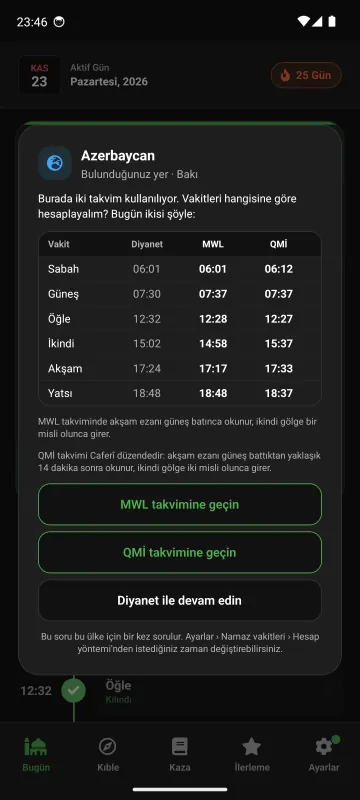 23:46
KAS
23
Aktif Gün
Pazartesi, 2026
25 Gün
Azerbaycan
Bulunduğunuz yer · Bakı
Burada iki takvim kullanılıyor. Vakitleri hangisine göre
hesaplayalım? Bugün ikisi şöyle:
Vakit Diyanet MWL QMİ
Sabah 06:01 06:01 06:12
Güneş 07:30 07:37 07:37
Öğle 12:32 12:28 12:27
İkindi 15:02 14:58 15:37
Akşam 17:24 17:17 17:33
Yatsı 18:48 18:48 18:37
MWL takviminde akşam ezanı güneş batınca okunur, ikindi gölge bir
misli olunca girer.
QMİ takvimi Caferî düzendedir: akşam ezanı güneş battıktan yaklaşık
14 dakika sonra okunur, ikindi gölge iki misli olunca girer.
MWL takvimine geçin
QMİ takvimine geçin
Diyanet ile devam edin
Bu soru bu ülke için bir kez sorulur. Ayarlar › Namaz vakitleri › Hesap
yöntemi'nden istediğiniz zaman değiştirebilirsiniz.
12:32 Öğle
Kılındı
Bugün Kıble Kaza İlerleme Ayarlar